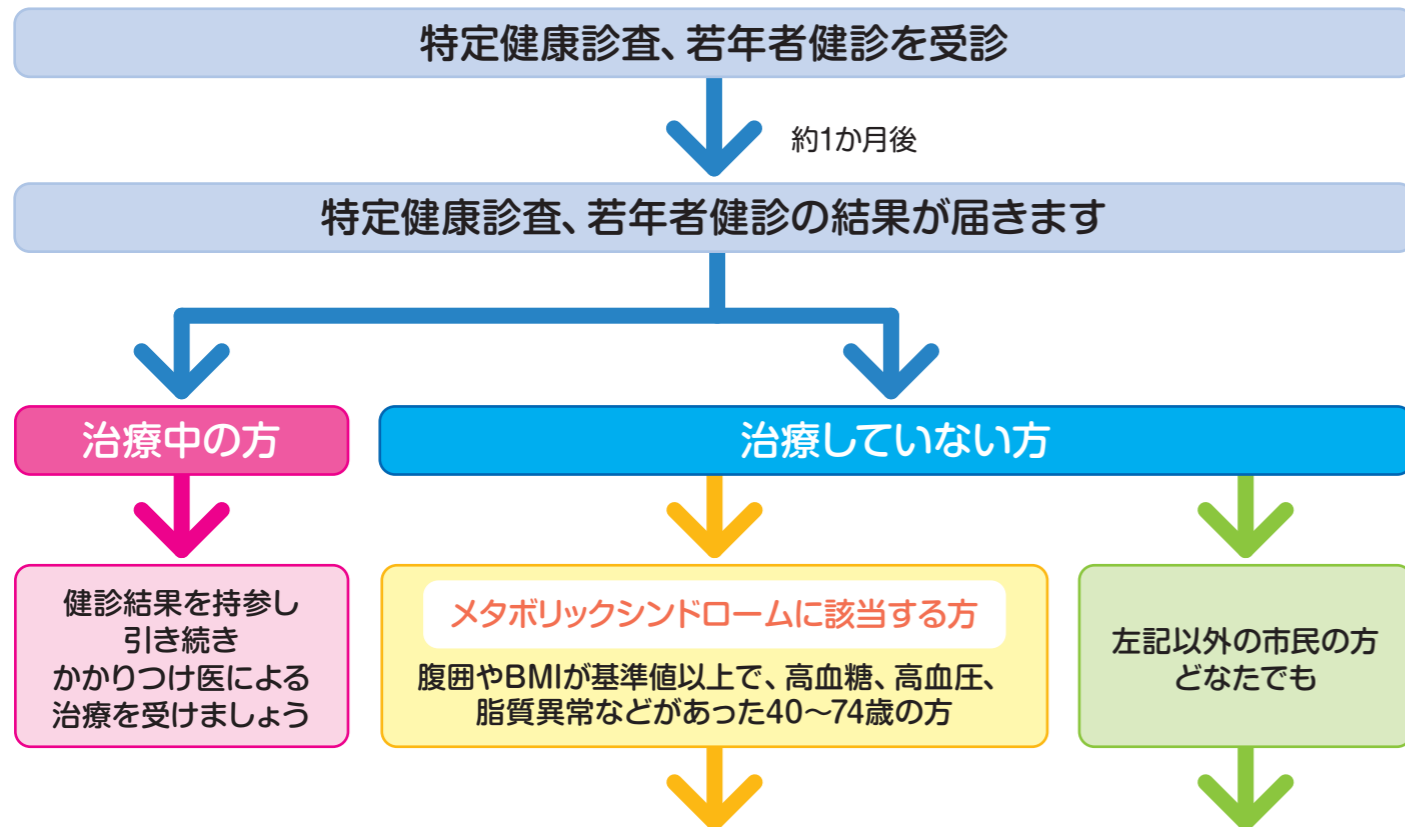 特定健康診査、若年者健診を受診
約1か月後
特定健康診査、若年者健診の結果が届きます
治療中の方
治療していない方
健診結果を持参し
引き続き
かかりつけ医による
治療を受けましょう
メタボリックシンドロームに該当する方
腹囲やBMIが基準値以上で、高血糖、高血圧、
脂質異常などがあった40〜74歳の方
左記以外の市民の方
どなたでも